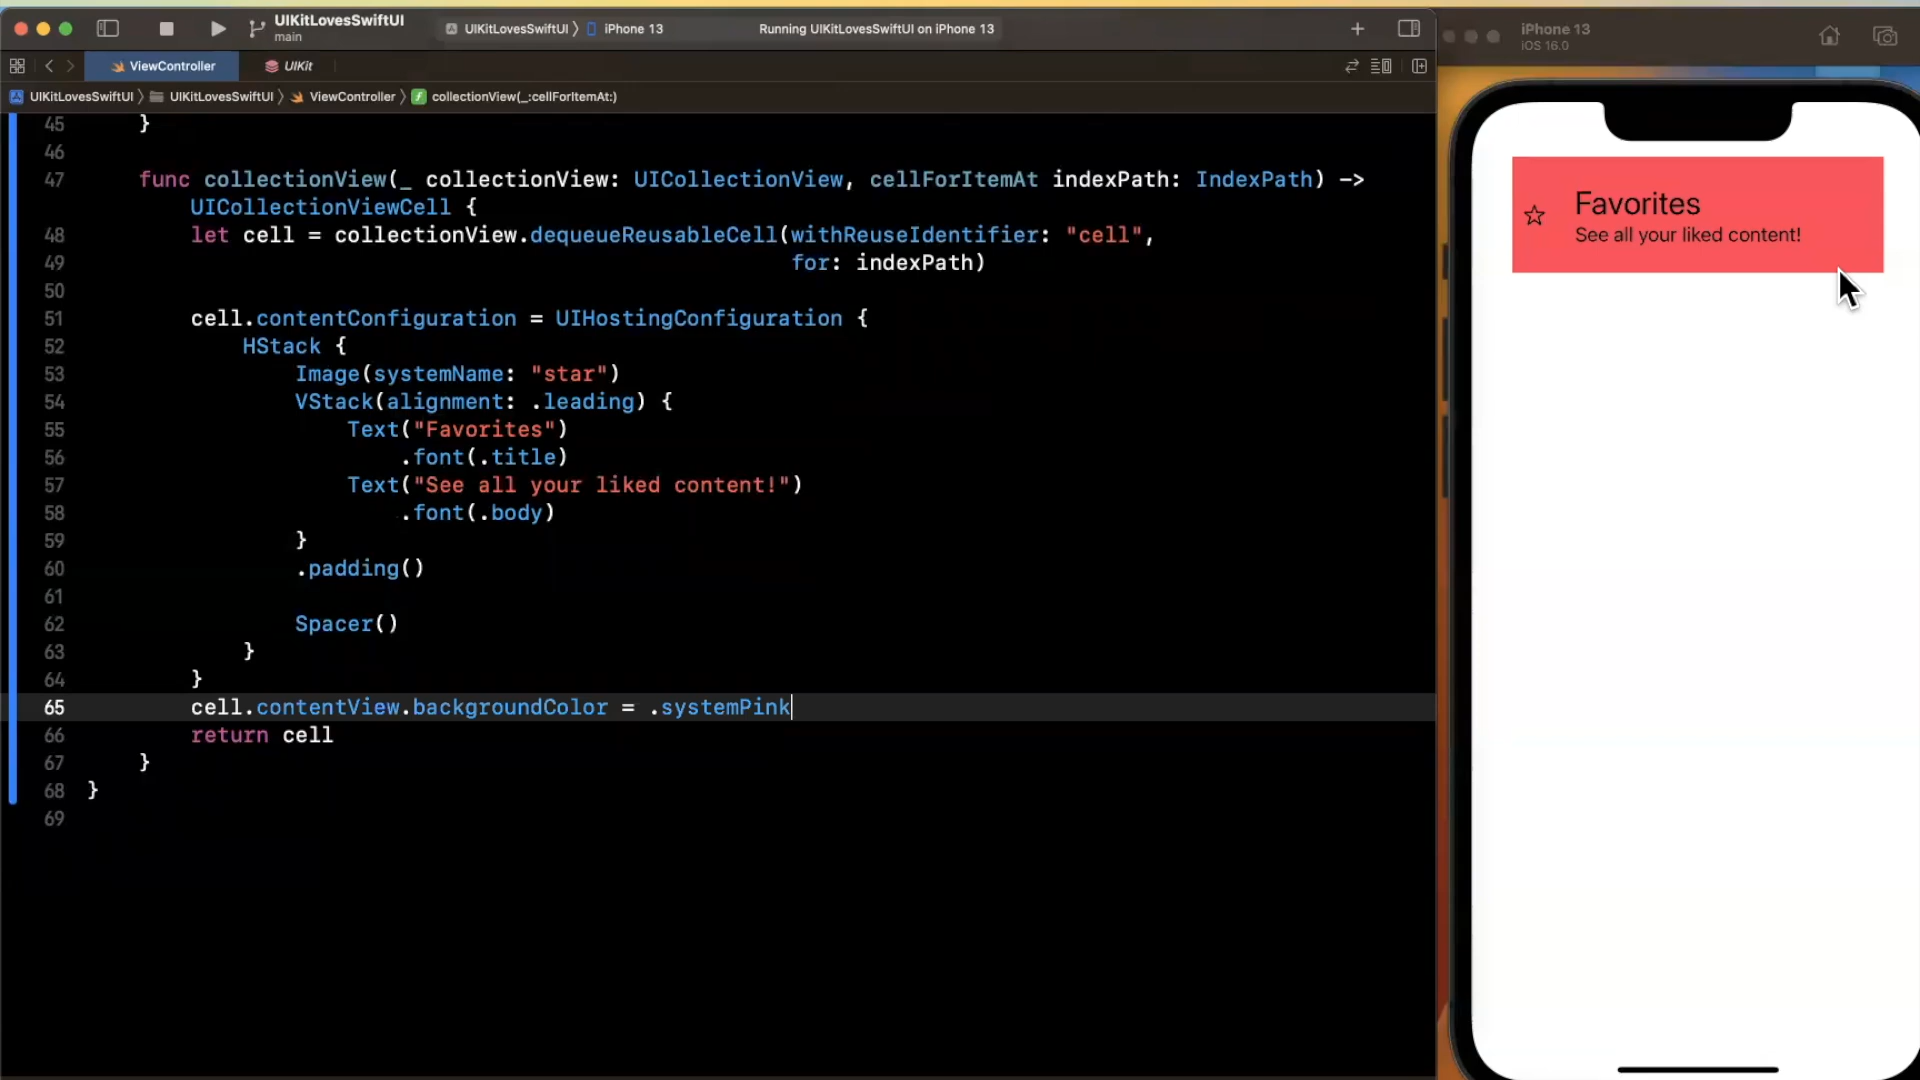 UIKitLovesSwiftUI
main
UIKitLovesSwiftUI 〉 iPhone 13
Running UIKitLovesSwiftUI on iPhone 13
ViewController
UIKit
UIKitLovesSwiftUI 〉 UIKitLovesSwiftUI 〉 ViewController 〉 collectionView(_:cellForItemAt:)
45 }
46
47 func collectionView(_ collectionView: UICollectionView, cellForItemAt indexPath: IndexPath) ->
UICollectionViewCell {
48 let cell = collectionView.dequeueReusableCell(withReuseIdentifier: "cell",
49 for: indexPath)
50
51 cell.contentConfiguration = UIHostingConfiguration {
52 HStack {
53 Image(systemName: "star")
54 VStack(alignment: .leading) {
55 Text("Favorites")
56 .font(.title)
57 Text("See all your liked content!")
58 .font(.body)
59 }
60 .padding()
61
62 Spacer()
63 }
64 }
65 cell.contentView.backgroundColor = .systemPink
66 return cell
67 }
68 }
69
iPhone 13
iOS 16.0
Favorites
See all your liked content!